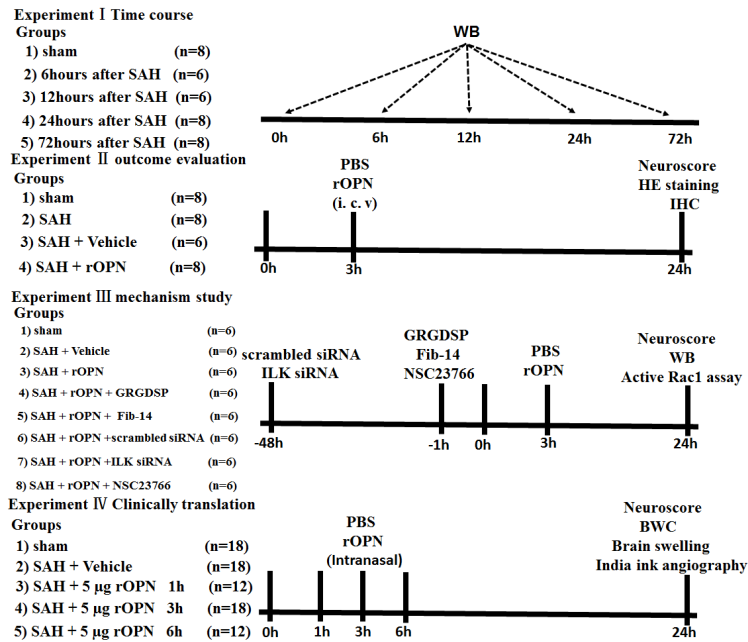 Experiment Ⅰ Time course
Groups
1) sham (n=8)
2) 6hours after SAH (n=6)
3) 12hours after SAH (n=6)
4) 24hours after SAH (n=8)
5) 72hours after SAH (n=8)
WB
0h 6h 12h 24h 72h
Experiment Ⅱ outcome evaluation
Groups
1) sham (n=8)
2) SAH (n=8)
3) SAH + Vehicle (n=6)
4) SAH + rOPN (n=8)
PBS
rOPN
(i. c. v)
Neuroscore
HE staining
IHC
0h 3h 24h
Experiment Ⅲ mechanism study
Groups
1) sham (n=6)
2) SAH + Vehicle (n=6)
3) SAH + rOPN (n=6)
4) SAH + rOPN + GRGDSP (n=6)
5) SAH + rOPN + Fib-14 (n=6)
6) SAH + rOPN +scrambled siRNA (n=6)
7) SAH + rOPN +ILK siRNA (n=6)
8) SAH + rOPN + NSC23766 (n=6)
scrambled siRNA
ILK siRNA
GRGDSP
Fib-14
NSC23766
PBS
rOPN
Neuroscore
WB
Active Rac1 assay
-48h -1h 0h 3h 24h
Experiment Ⅳ Clinically translation
Groups
1) sham (n=18)
2) SAH + Vehicle (n=18)
3) SAH + 5 μg rOPN 1h (n=12)
4) SAH + 5 μg rOPN 3h (n=18)
5) SAH + 5 μg rOPN 6h (n=12)
PBS
rOPN
(Intranasal)
Neuroscore
BWC
Brain swelling
India ink angiography
0h 1h 3h 6h 24h